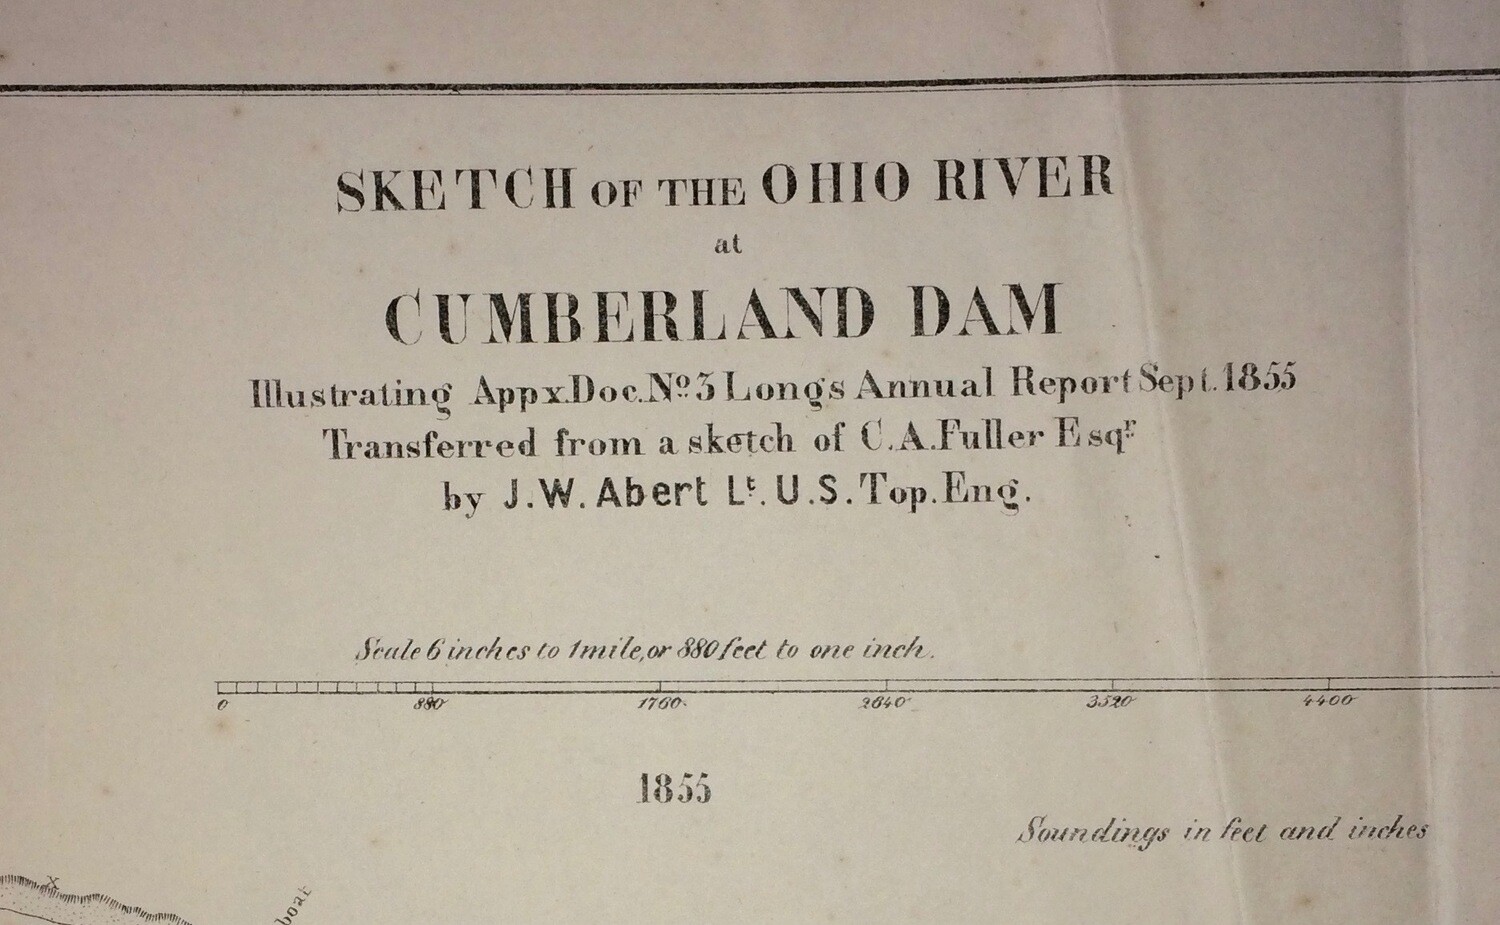 SKETCH OF THE OHIO RIVER
at
CUMBERLAND DAM
Illustrating Appx.Doc.Nº 3 Longs Annual Report Sept. 1855
Transferred from a sketch of C.A.Fuller Esqr
by J.W. Abert Lt. U.S. Top. Eng.
Scale 6 inches to 1 mile, or 880 feet to one inch.
0 880 1760 2640 3520 4400
1855
Soundings in feet and inches
x
boat